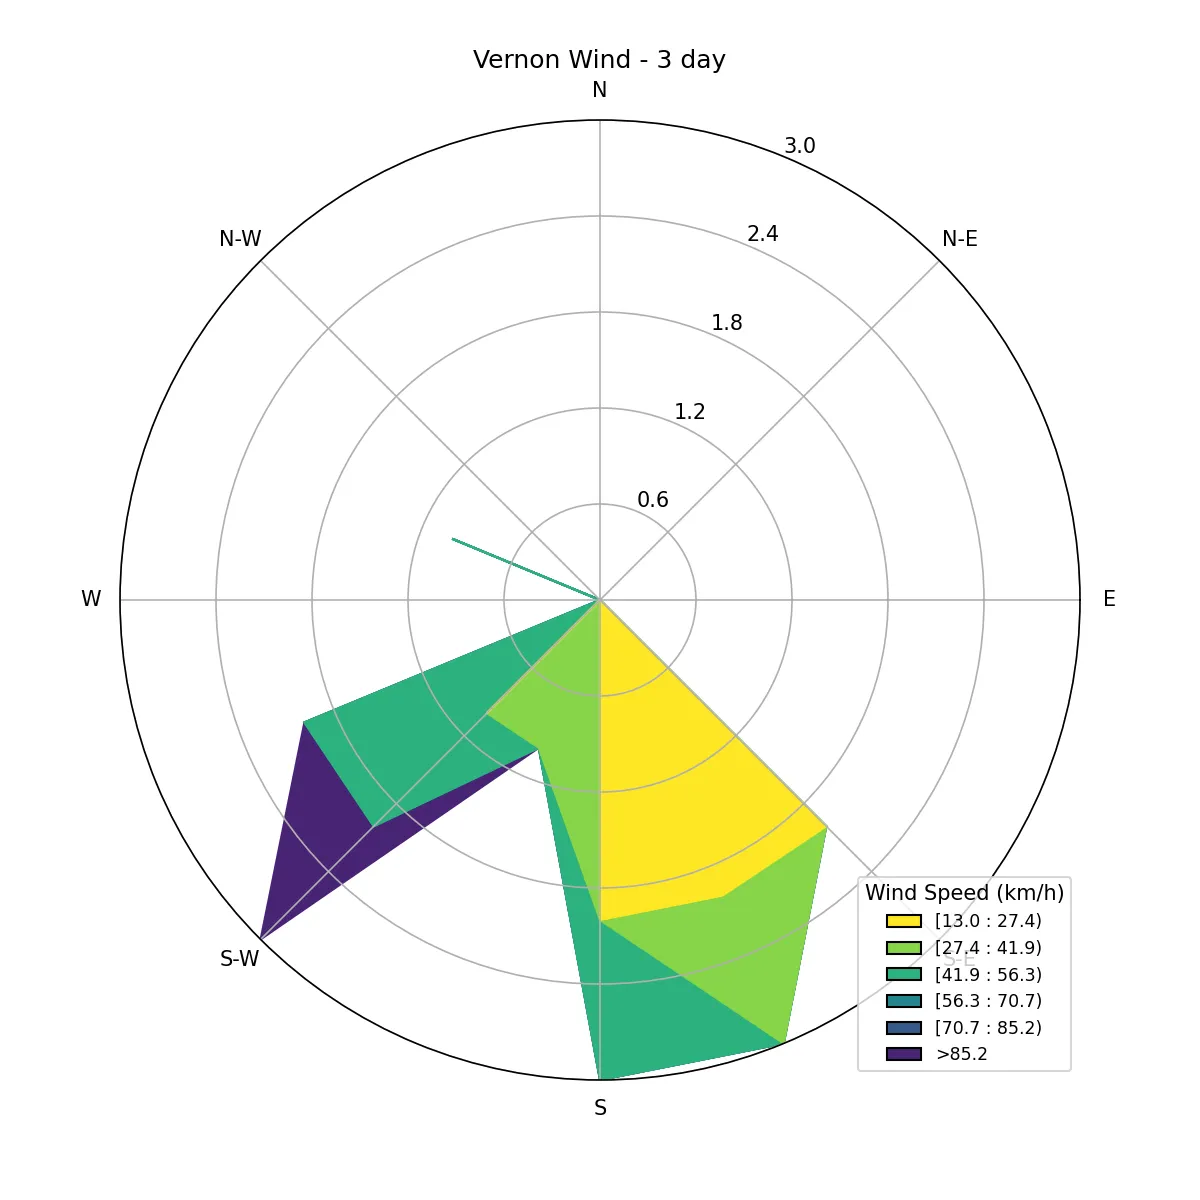 Vernon Wind - 3 day
N
3.0
N-W
2.4
N-E
1.8
1.2
0.6
W
E
S-W
S-E
S
Wind Speed (km/h)
[13.0 : 27.4)
[27.4 : 41.9)
[41.9 : 56.3)
[56.3 : 70.7)
[70.7 : 85.2)
>85.2